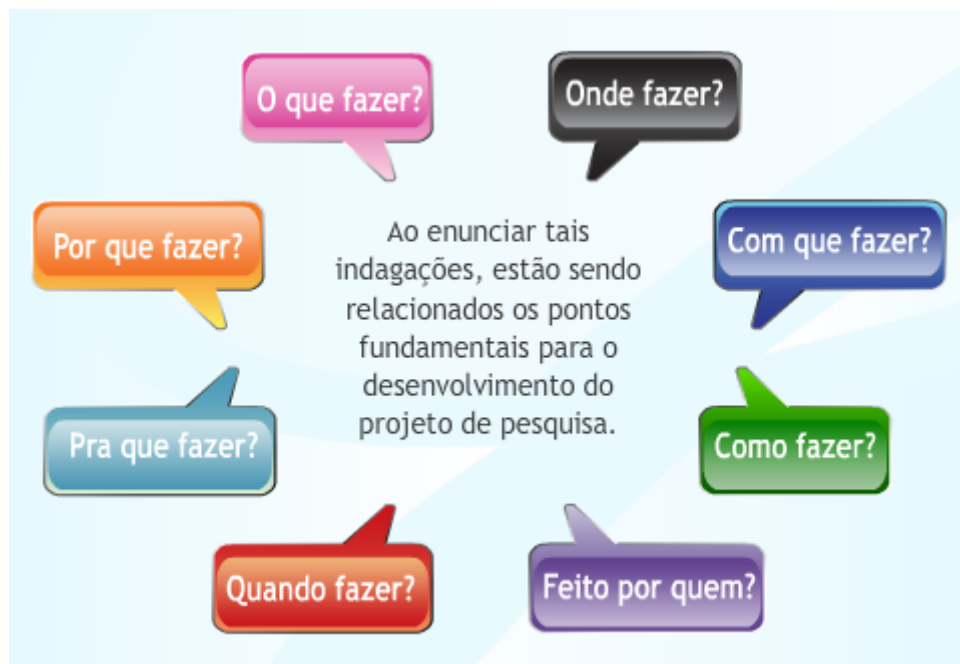 O que fazer?
Onde fazer?
Por que fazer?
Com que fazer?
Ao enunciar tais
indagações, estão sendo
relacionados os pontos
fundamentais para o
desenvolvimento do
projeto de pesquisa.
Pra que fazer?
Como fazer?
Quando fazer?
Feito por quem?